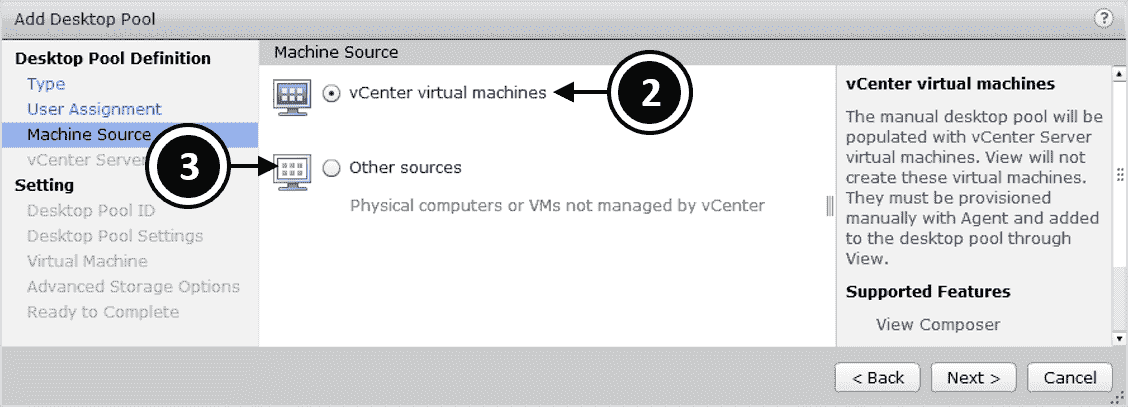 Add Desktop Pool
?
Desktop Pool Definition
Type
User Assignment
Machine Source
vCenter Server
Setting
Desktop Pool ID
Desktop Pool Settings
Virtual Machine
Advanced Storage Options
Ready to Complete
Machine Source
vCenter virtual machines
2
3
Other sources
Physical computers or VMs not managed by vCenter
vCenter virtual machines
The manual desktop pool will be
populated with vCenter Server
virtual machines. View will not
create these virtual machines.
They must be provisioned
manually with Agent and added
to the desktop pool through
View.
Supported Features
View Composer
< Back
Next >
Cancel